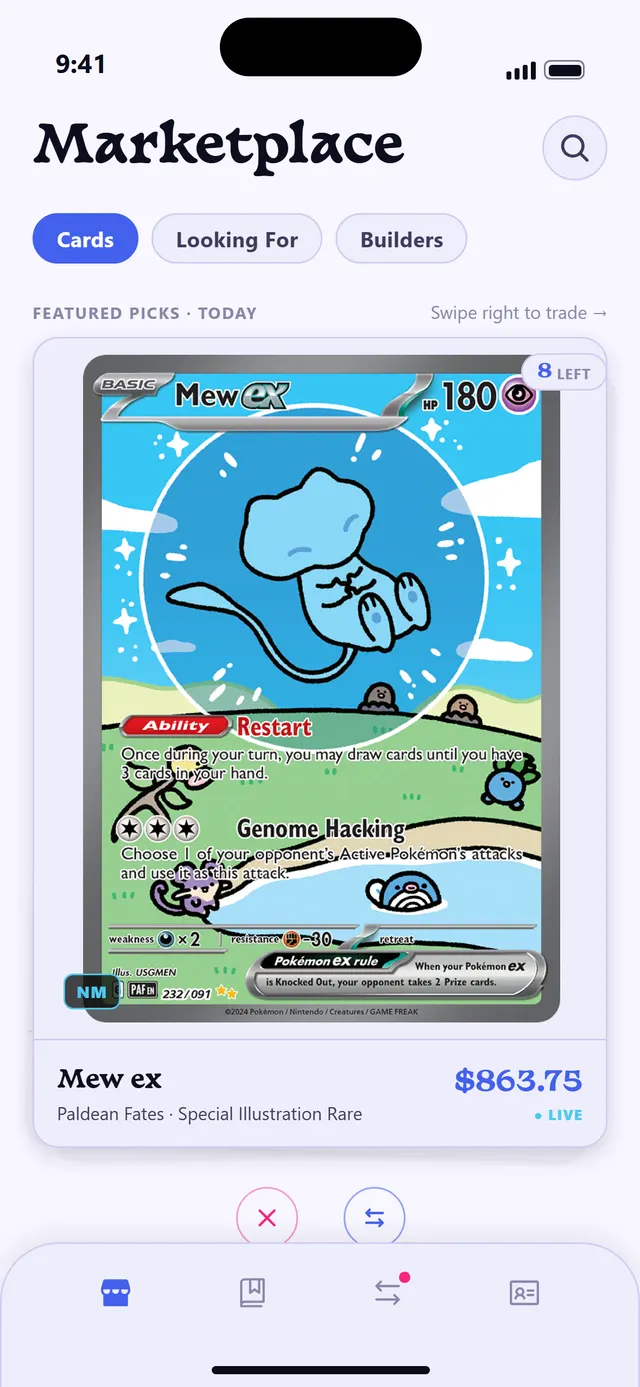 9:41
Marketplace
Cards
Looking For
Builders
FEATURED PICKS · TODAY
Swipe right to trade →
8 LEFT
BASIC
Mew ex
HP 180
Ability Restart
Once during your turn, you may draw cards until you have
3 cards in your hand.
Genome Hacking
Choose 1 of your opponent's Active Pokémon's attacks
and use it as this attack.
weakness ×2 resistance -30 retreat
Illus. USGMEN
Pokémon ex rule
When your Pokémon ex
is Knocked Out, your opponent takes 2 Prize cards.
NM
PAF EN 232/091
©2024 Pokémon / Nintendo / Creatures / GAME FREAK
Mew ex
$863.75
Paldean Fates · Special Illustration Rare
• LIVE